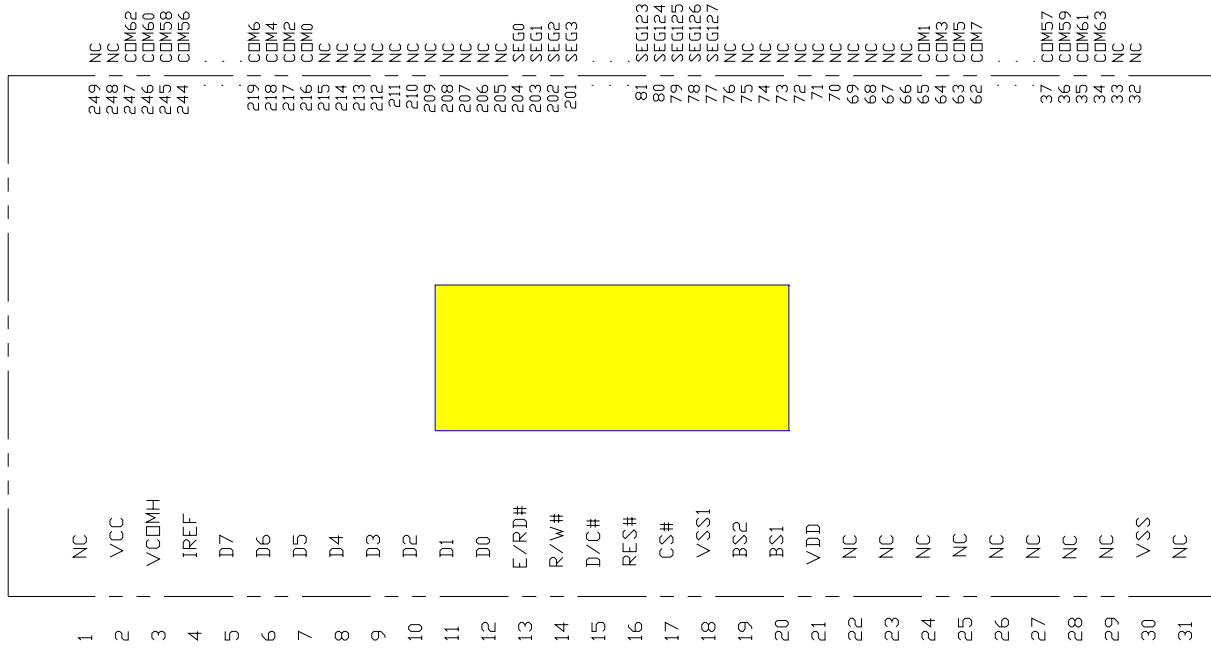 249 NC
248 NC
247 COM62
246 COM60
245 COM58
244 COM56
. .
. .
. .
219 COM6
218 COM4
217 COM2
216 COM0
215 NC
214 NC
213 NC
212 NC
211 NC
210 NC
209 NC
208 NC
207 NC
206 NC
205 NC
204 SEG0
203 SEG1
202 SEG2
201 SEG3
. .
. .
. .
81 SEG123
80 SEG124
79 SEG125
78 SEG126
77 SEG127
76 NC
75 NC
74 NC
73 NC
72 NC
71 NC
70 NC
69 NC
68 NC
67 NC
66 NC
65 COM1
64 COM3
63 COM5
62 COM7
. .
. .
. .
37 COM57
36 COM59
35 COM61
34 COM63
33 NC
32 NC
1 NC
2 VCC
3 VCOMH
4 IREF
5 D7
6 D6
7 D5
8 D4
9 D3
10 D2
11 D1
12 D0
13 E/RD#
14 R/W#
15 D/C#
16 RES#
17 CS#
18 VSS1
19 BS2
20 BS1
21 VDD
22 NC
23 NC
24 NC
25 NC
26 NC
27 NC
28 NC
29 NC
30 VSS
31 NC